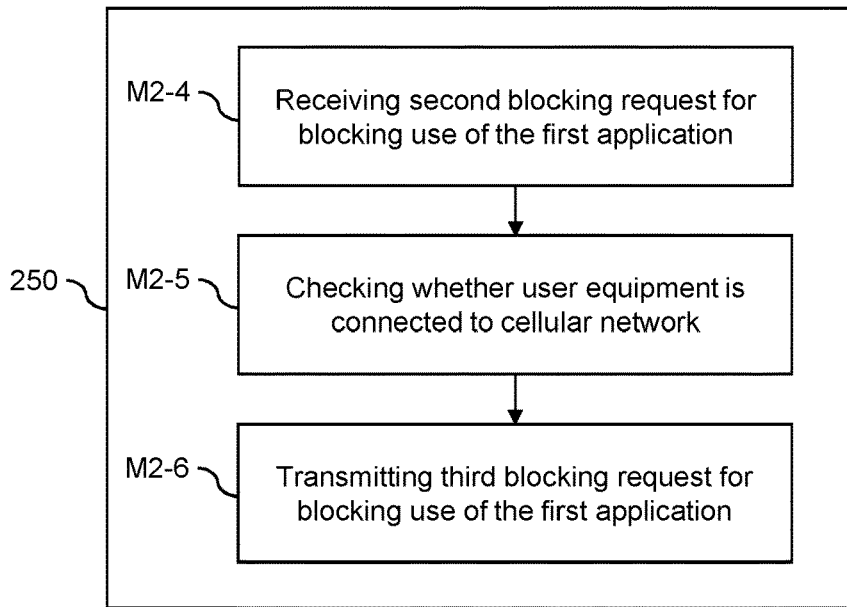 M2-4
Receiving second blocking request for
blocking use of the first application
250
M2-5
Checking whether user equipment is
connected to cellular network
M2-6
Transmitting third blocking request for
blocking use of the first application